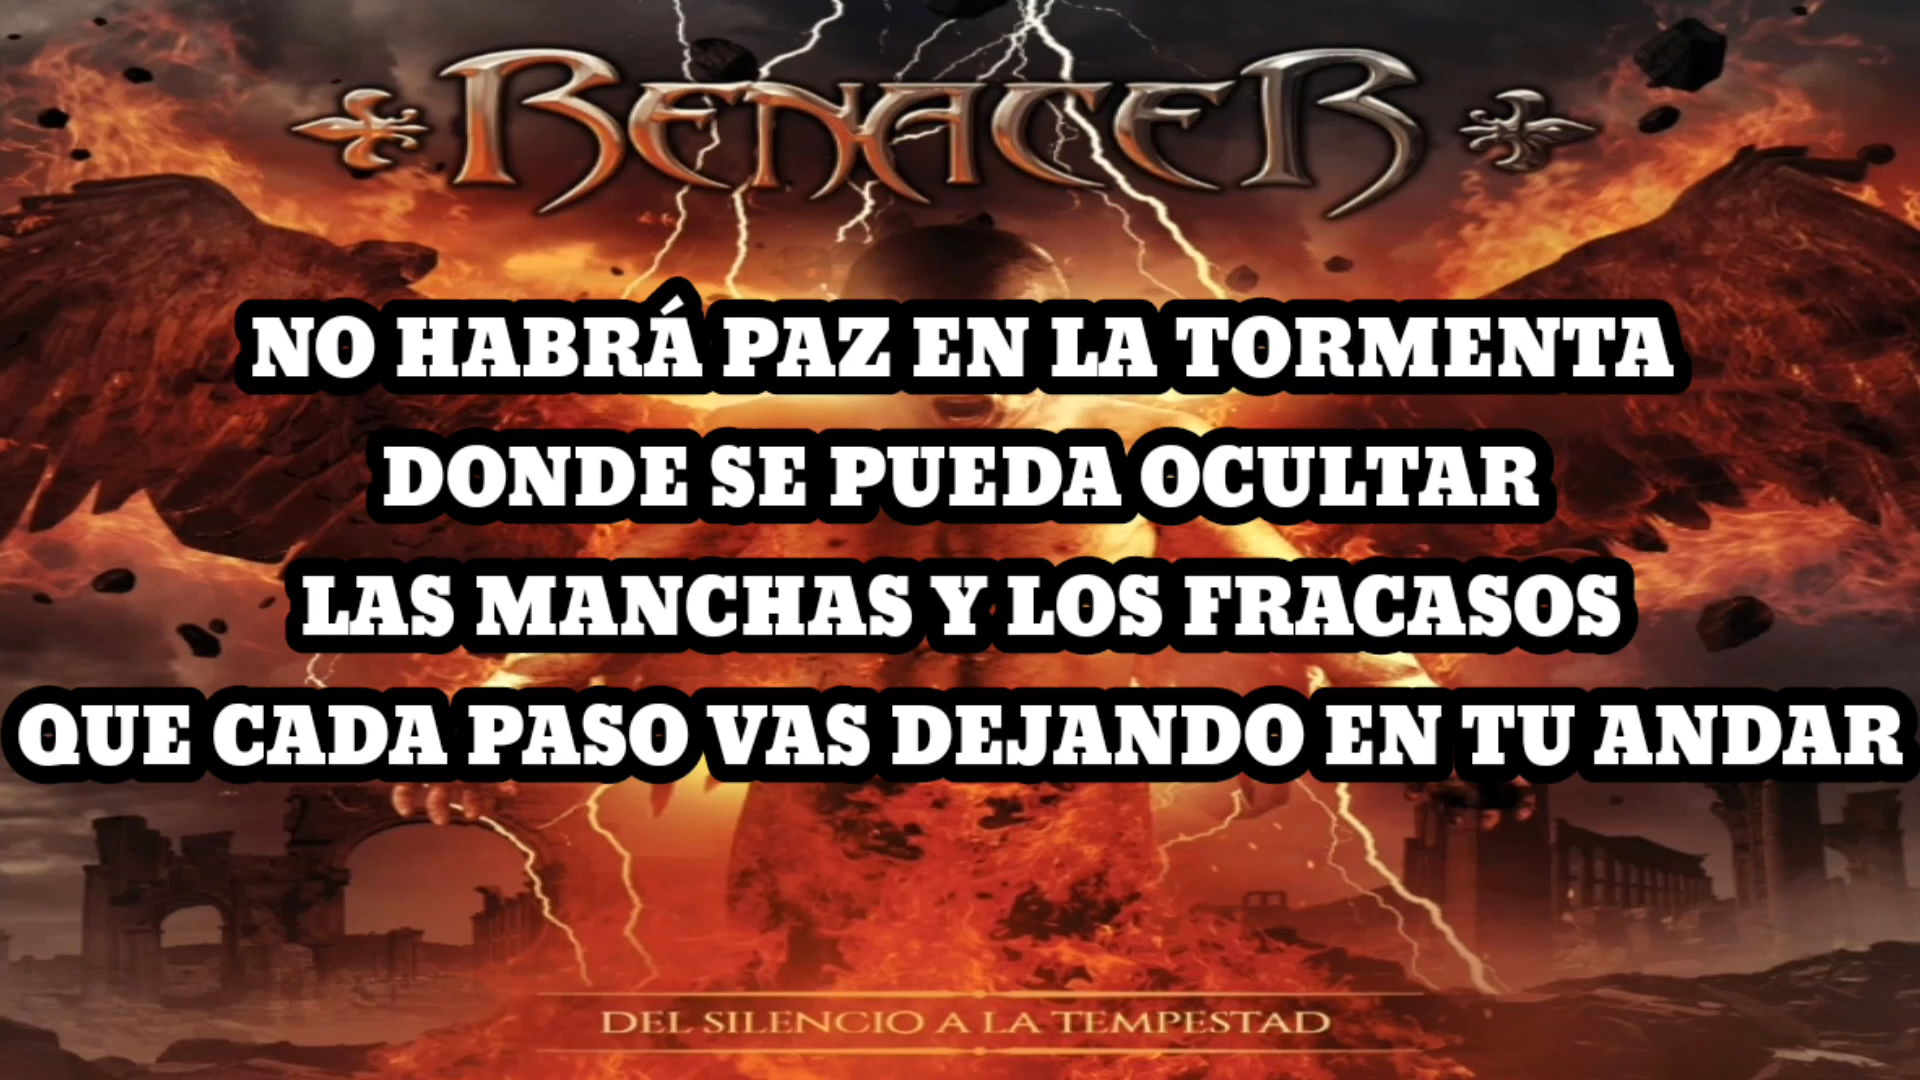 RENACER
NO HABRÁ PAZ EN LA TORMENTA
DONDE SE PUEDA OCULTAR
LAS MANCHAS Y LOS FRACASOS
QUE CADA PASO VAS DEJANDO EN TU ANDAR
DEL SILENCIO A LA TEMPESTAD